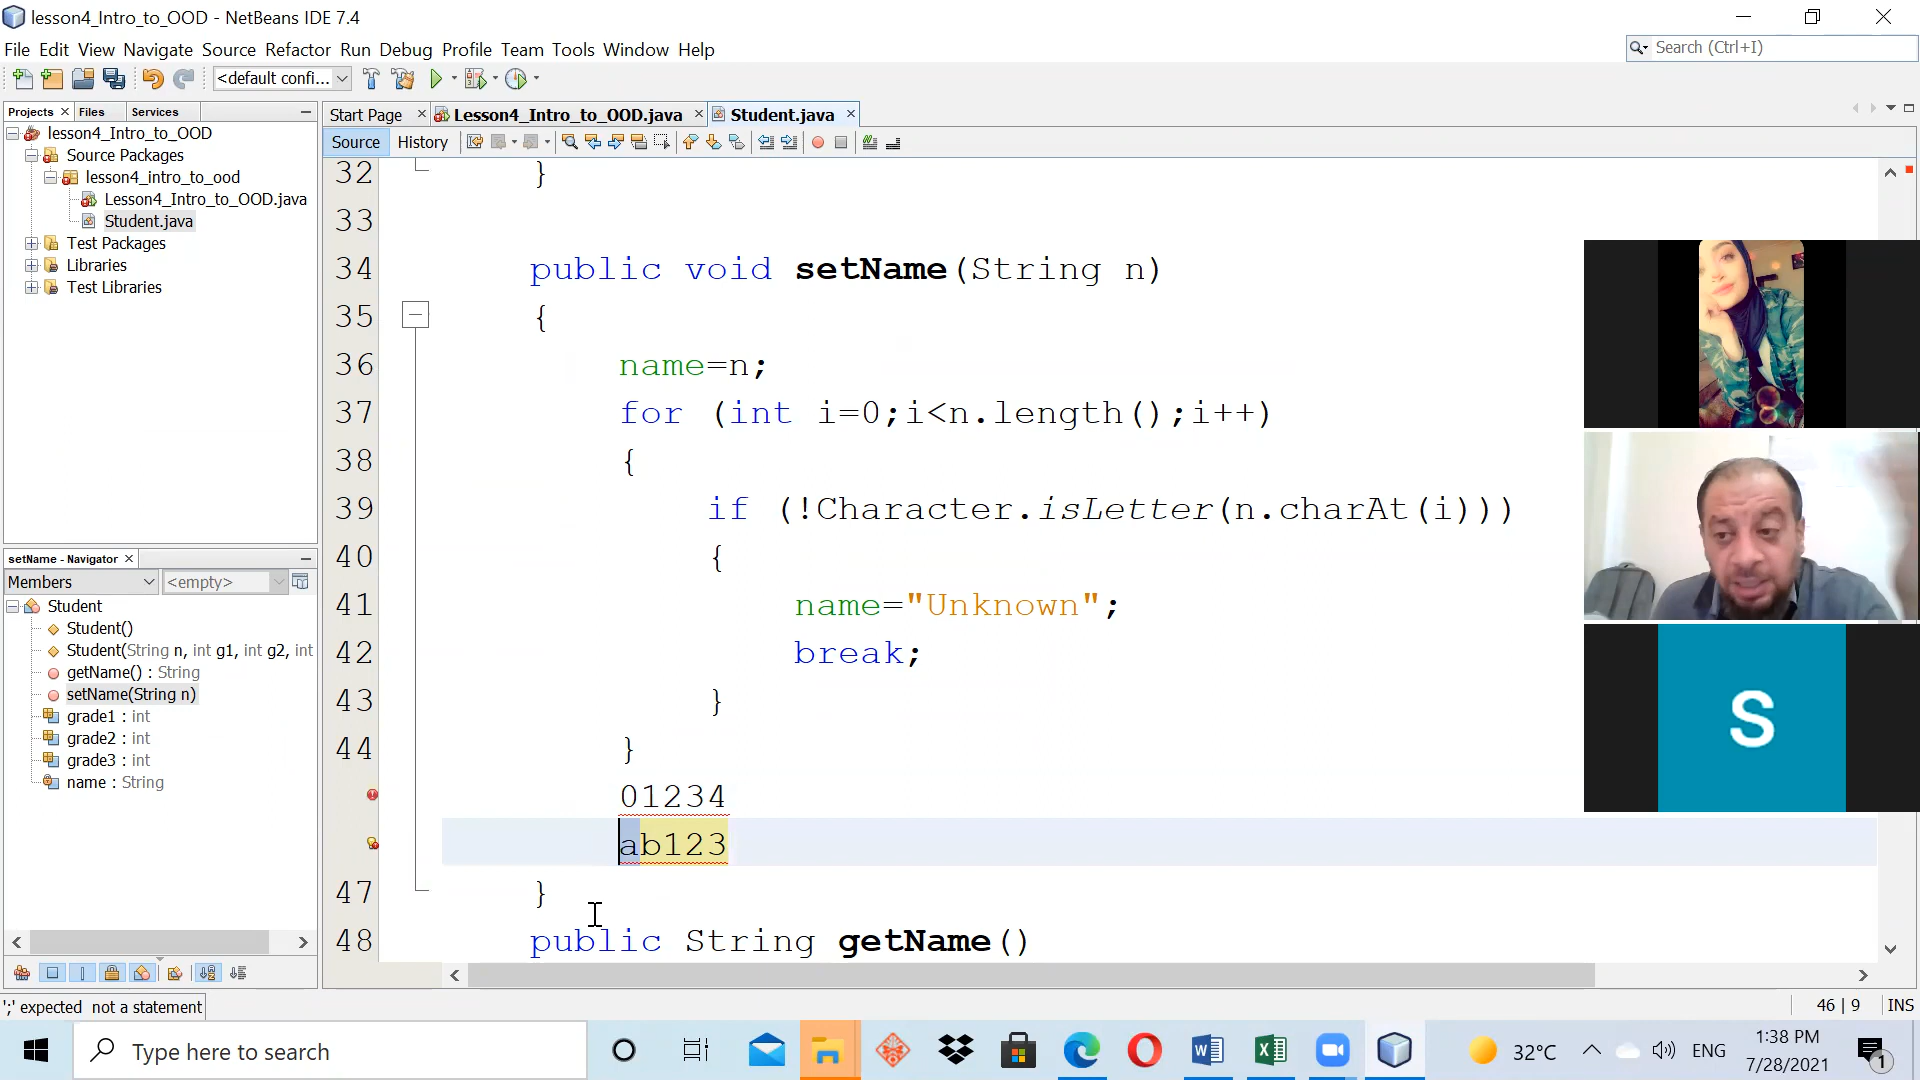 lesson4_Intro_to_OOD - NetBeans IDE 7.4
File Edit View Navigate Source Refactor Run Debug Profile Team Tools Window Help
Search (Ctrl+I)
<default confi...
Projects Files Services
Start Page Lesson4_Intro_to_OOD.java Student.java
Source History
lesson4_Intro_to_OOD
Source Packages
lesson4_intro_to_ood
Lesson4_Intro_to_OOD.java
Student.java
Test Packages
Libraries
Test Libraries
setName - Navigator
Members <empty>
Student
Student()
Student(String n, int g1, int g2, int
getName() : String
setName(String n)
grade1 : int
grade2 : int
grade3 : int
name : String
32 }
33
34 public void setName(String n)
35 {
36 name=n;
37 for (int i=0;i<n.length();i++)
38 {
39 if (!Character.isLetter(n.charAt(i)))
40 {
41 name="Unknown";
42 break;
43 }
44 }
01234
ab123
47 }
48 public String getName()
S
';' expected not a statement
46 | 9 INS
Type here to search
32°C
ENG
1:38 PM
7/28/2021
1